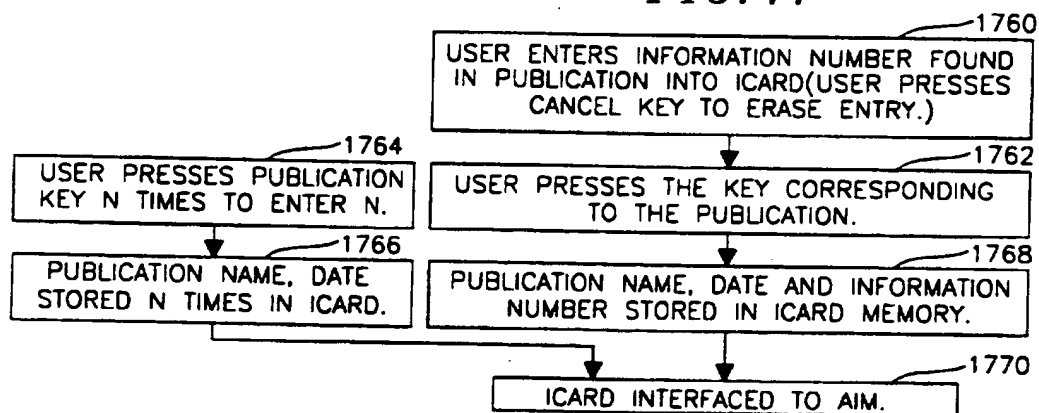 1760
USER ENTERS INFORMATION NUMBER FOUND
IN PUBLICATION INTO ICARD(USER PRESSES
CANCEL KEY TO ERASE ENTRY.)
1764
USER PRESSES PUBLICATION
KEY N TIMES TO ENTER N.
1762
USER PRESSES THE KEY CORRESPONDING
TO THE PUBLICATION.
1766
PUBLICATION NAME, DATE
STORED N TIMES IN ICARD.
1768
PUBLICATION NAME, DATE AND INFORMATION
NUMBER STORED IN ICARD MEMORY.
1770
ICARD INTERFACED TO AIM.